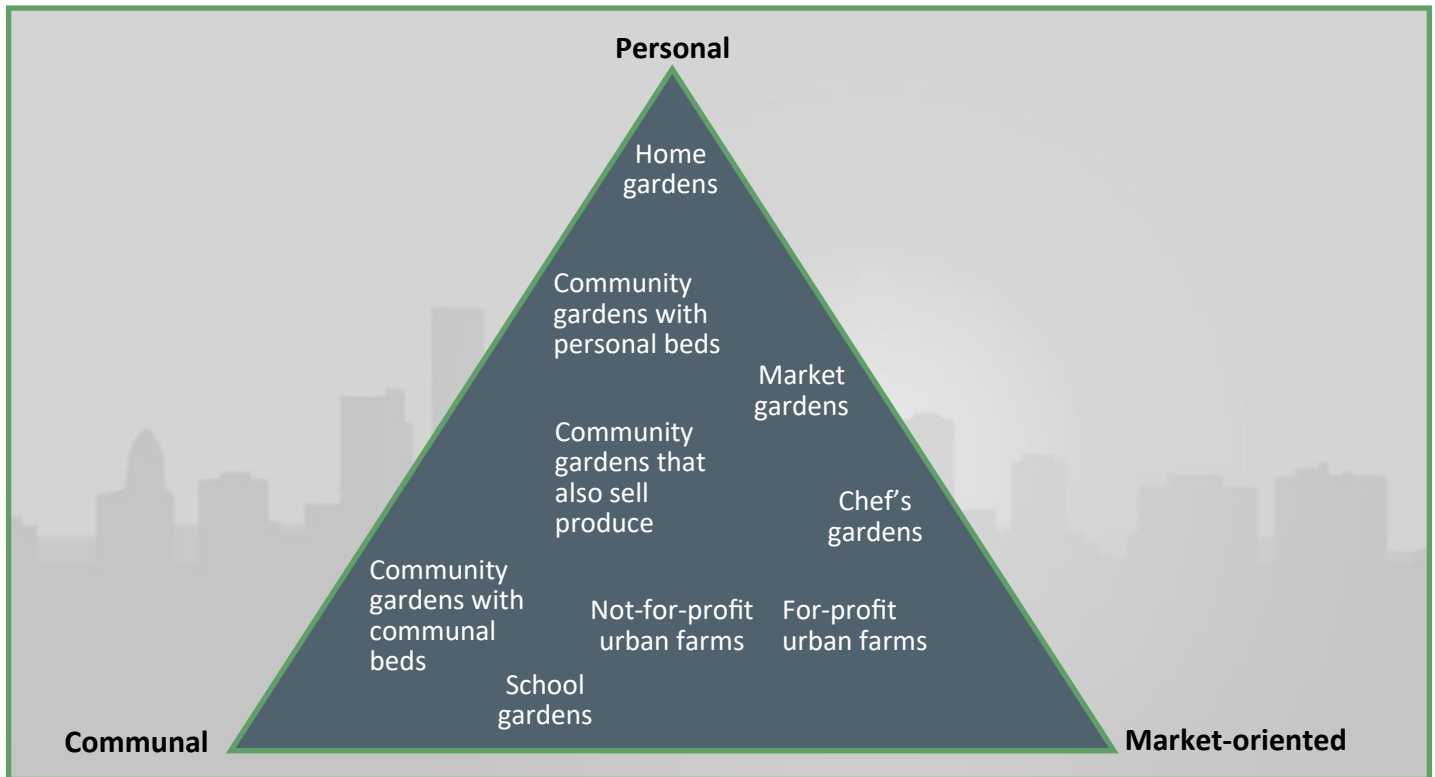 Personal
Home
gardens
Community
gardens with
personal beds
Market
gardens
Community
gardens that
also sell
produce
Chef’s
gardens
Community
gardens with
communal
beds
Not-for-profit
urban farms
For-profit
urban farms
School
gardens
Communal
Market-oriented